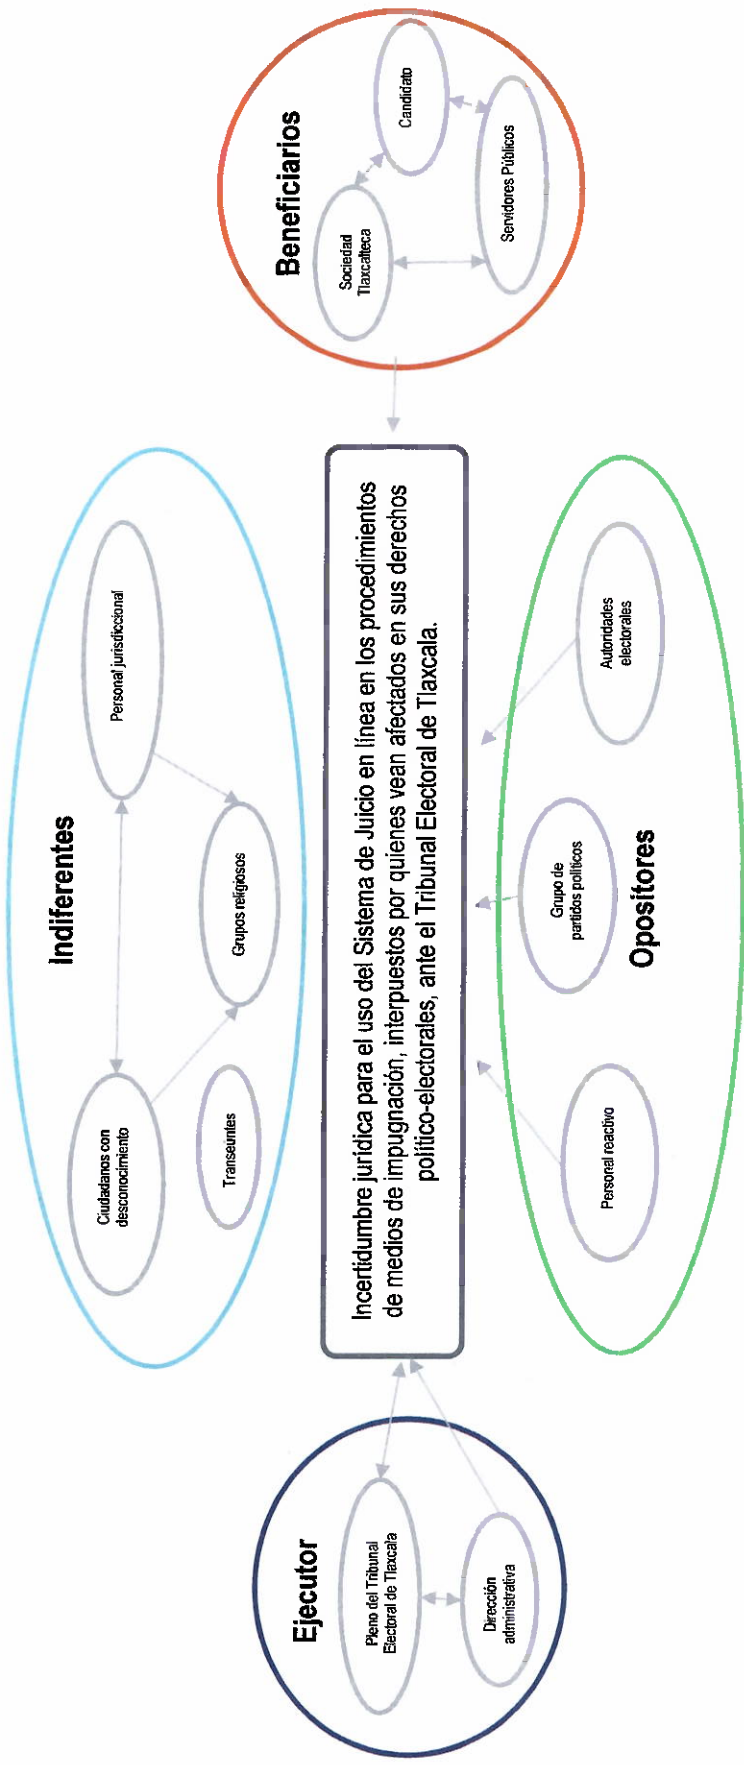 Indiferentes
Ciudadanos con
desconocimiento
Personal jurisdiccional
Transeúntes
Grupos religiosos
Ejecutor
Pleno del Tribunal
Electoral de Tlaxcala
Dirección
administrativa
Incertidumbre jurídica para el uso del Sistema de Juicio en línea en los procedimientos
de medios de impugnación, interpuestos por quienes vean afectados en sus derechos
político-electorales, ante el Tribunal Electoral de Tlaxcala.
Beneficiarios
Sociedad
Tlaxcalteca
Candidato
Servidores Públicos
Personal reactivo
Grupo de
partidos políticos
Autoridades
electorales
Opositores